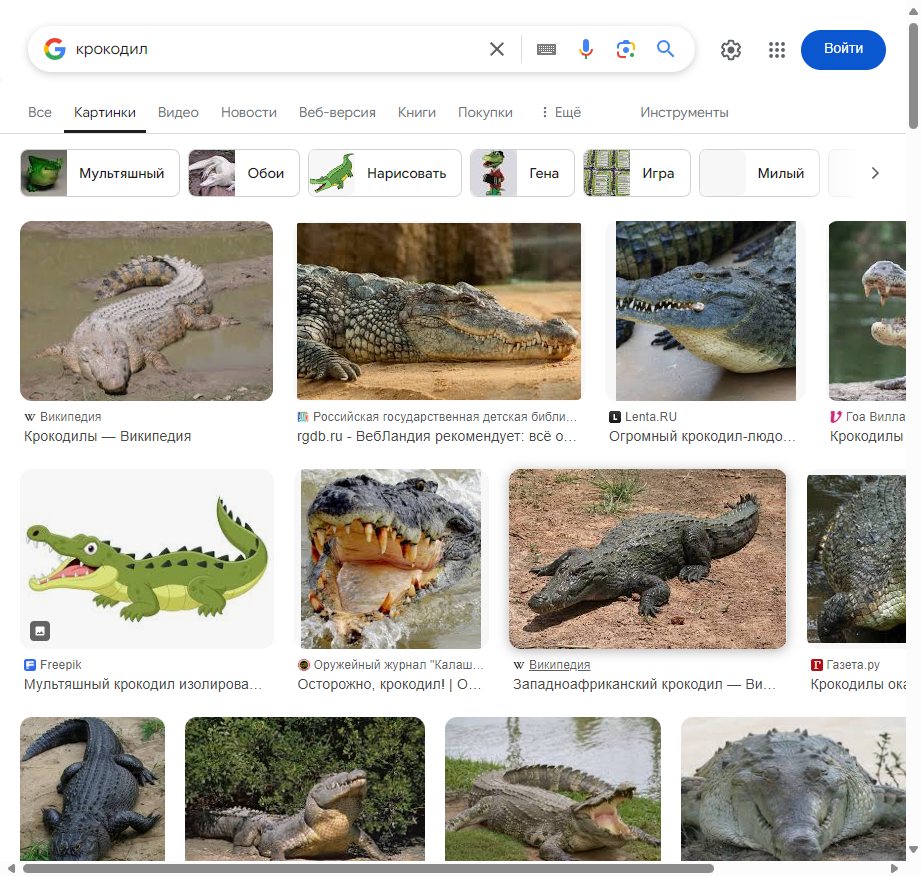 крокодил
Войти
Все Картинки Видео Новости Веб-версия Книги Покупки Ещё Инструменты
Мультяшный Обои Нарисовать Гена Игра Милый
W Википедия
Крокодилы — Википедия
Российская государственная детская библи...
rgdb.ru - ВебЛандия рекомендует: всё о...
L Lenta.RU
Огромный крокодил-людо...
Гоа Вилла
Крокодилы
Freepik
Мультяшный крокодил изолирова...
Оружейный журнал "Калаш...
Осторожно, крокодил! | О...
W Википедия
Западноафриканский крокодил — Ви...
Г Газета.ру
Крокодилы ока